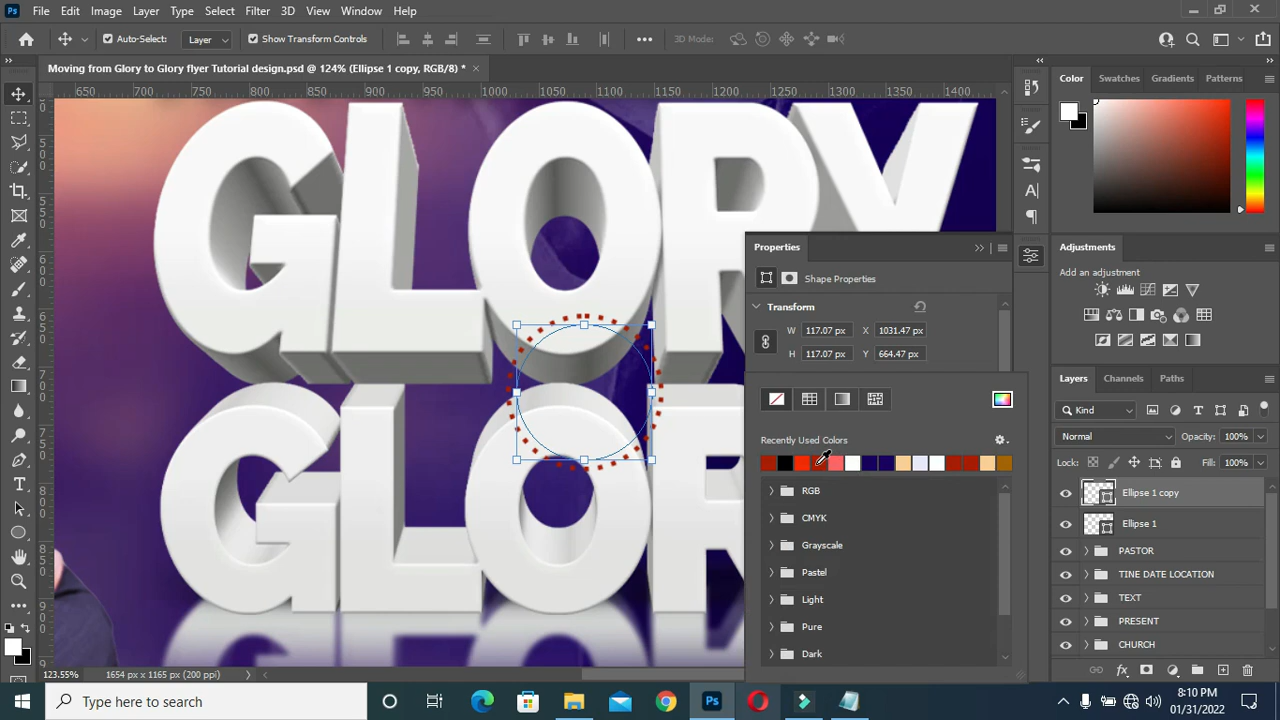 Ps File Edit Image Layer Type Select Filter 3D View Window Help
Auto-Select: Layer Show Transform Controls 3D Mode:
Moving from Glory to Glory flyer Tutorial design.psd @ 124% (Ellipse 1 copy, RGB/8) *
650 700 750 800 850 900 950 1000 1050 1100 1150 1200 1250 1300 1350 1400
GLORY
GLOR
Properties
Shape Properties
Transform
W 117.07 px X 1031.47 px
H 117.07 px Y 664.47 px
Recently Used Colors
RGB
CMYK
Grayscale
Pastel
Light
Pure
Dark
Color Swatches Gradients Patterns
Adjustments
Add an adjustment
Layers Channels Paths
Kind
Normal Opacity: 100%
Lock: Fill: 100%
Ellipse 1 copy
Ellipse 1
PASTOR
TINE DATE LOCATION
TEXT
PRESENT
CHURCH
123.55% 1654 px x 1165 px (200 ppi)
Type here to search
8:10 PM
01/31/2022